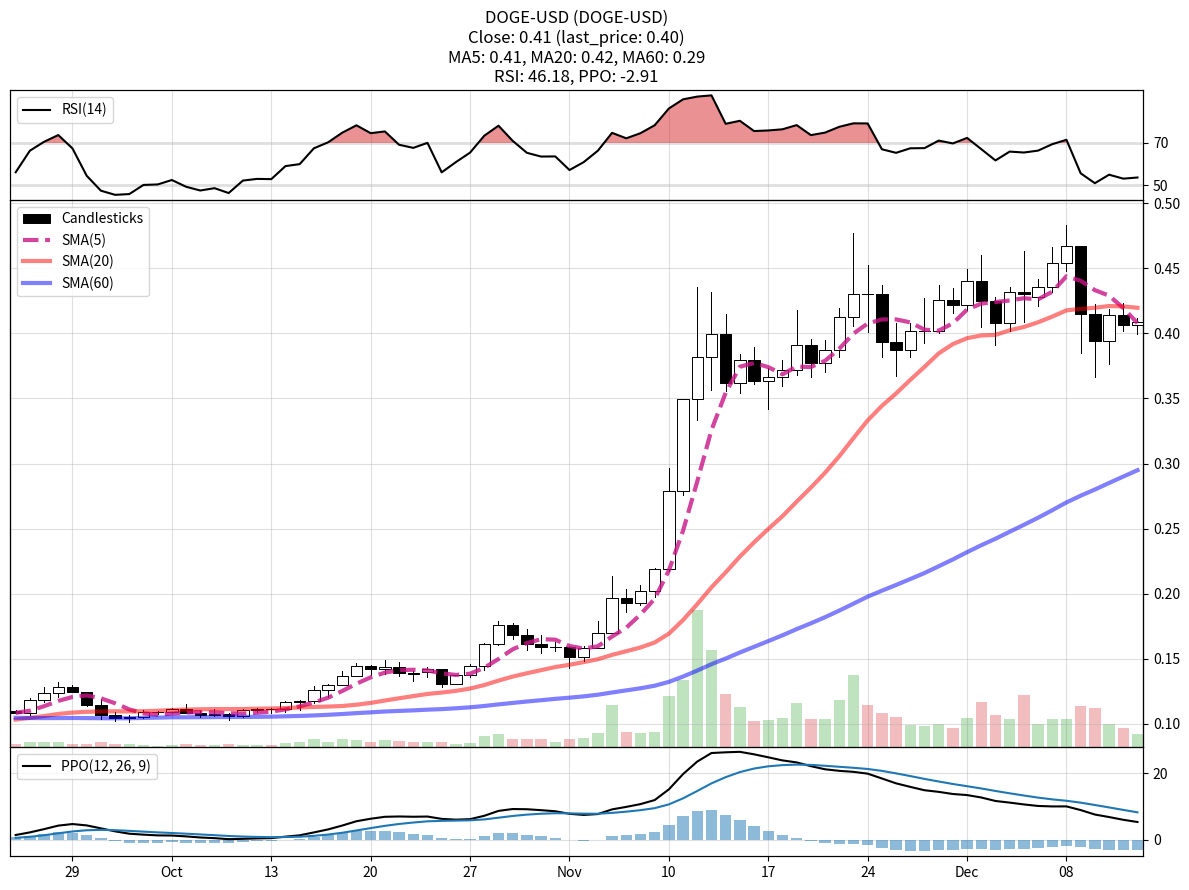 DOGE-USD (DOGE-USD)
Close: 0.41 (last_price: 0.40)
MA5: 0.41, MA20: 0.42, MA60: 0.29
RSI: 46.18, PPO: -2.91
RSI(14)
70
50
Candlesticks
SMA(5)
SMA(20)
SMA(60)
0.50
0.45
0.40
0.35
0.30
0.25
0.20
0.15
0.10
PPO(12, 26, 9)
20
0
29 Oct 13 20 27 Nov 10 17 24 Dec 08